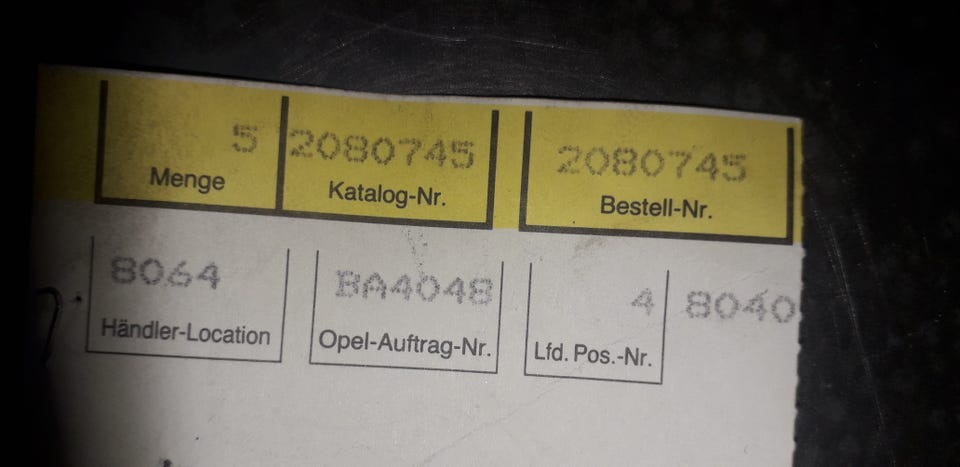 5 2080745 2080745
Menge Katalog-Nr. Bestell-Nr.
8064 BA4048 4 8040
Händler-Location Opel-Auftrag-Nr. Lfd. Pos.-Nr.